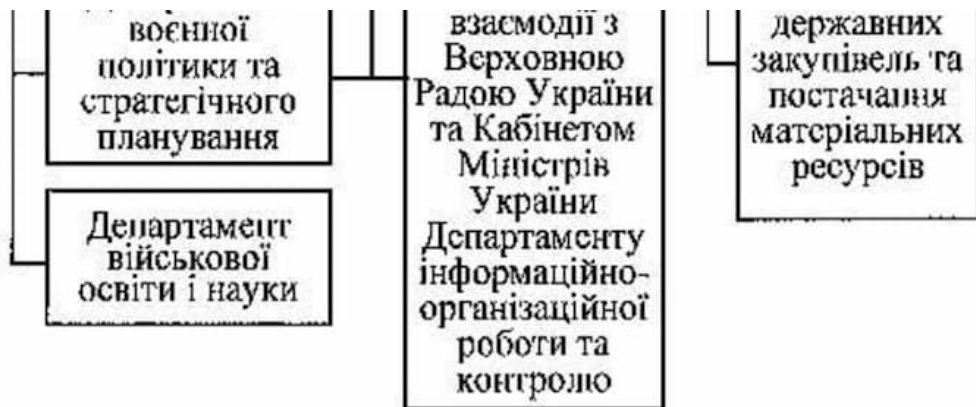 воєнної
політики та
стратегічного
планування
Департамент
військової
освіти і науки
взаємодії з
Верховною
Радою України
та Кабінетом
Міністрів
України
Департаменту
інформаційно-
організаційної
роботи та
контролю
державних
закупівель та
постачання
матеріальних
ресурсів